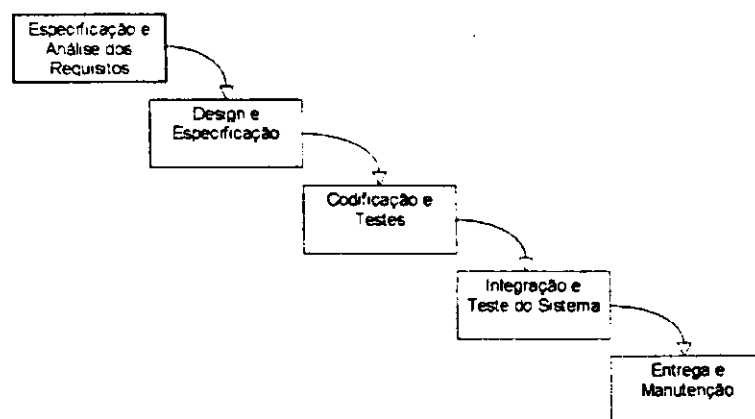 Especificação e
Análise dos
Requisitos
Design e
Especificação
Codificação e
Testes
Integração e
Teste do Sistema
Entrega e
Manutenção